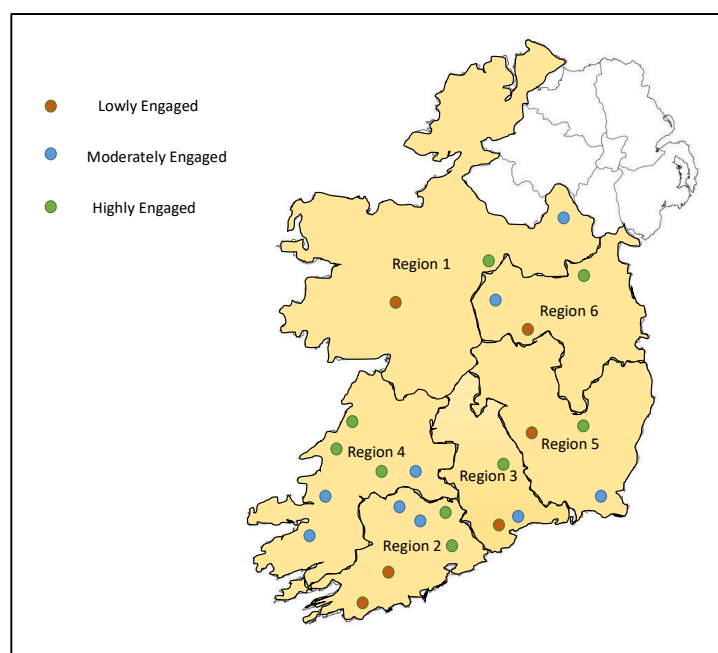 Lowly Engaged
Moderately Engaged
Highly Engaged
Region 1
Region 6
Region 5
Region 4
Region 3
Region 2